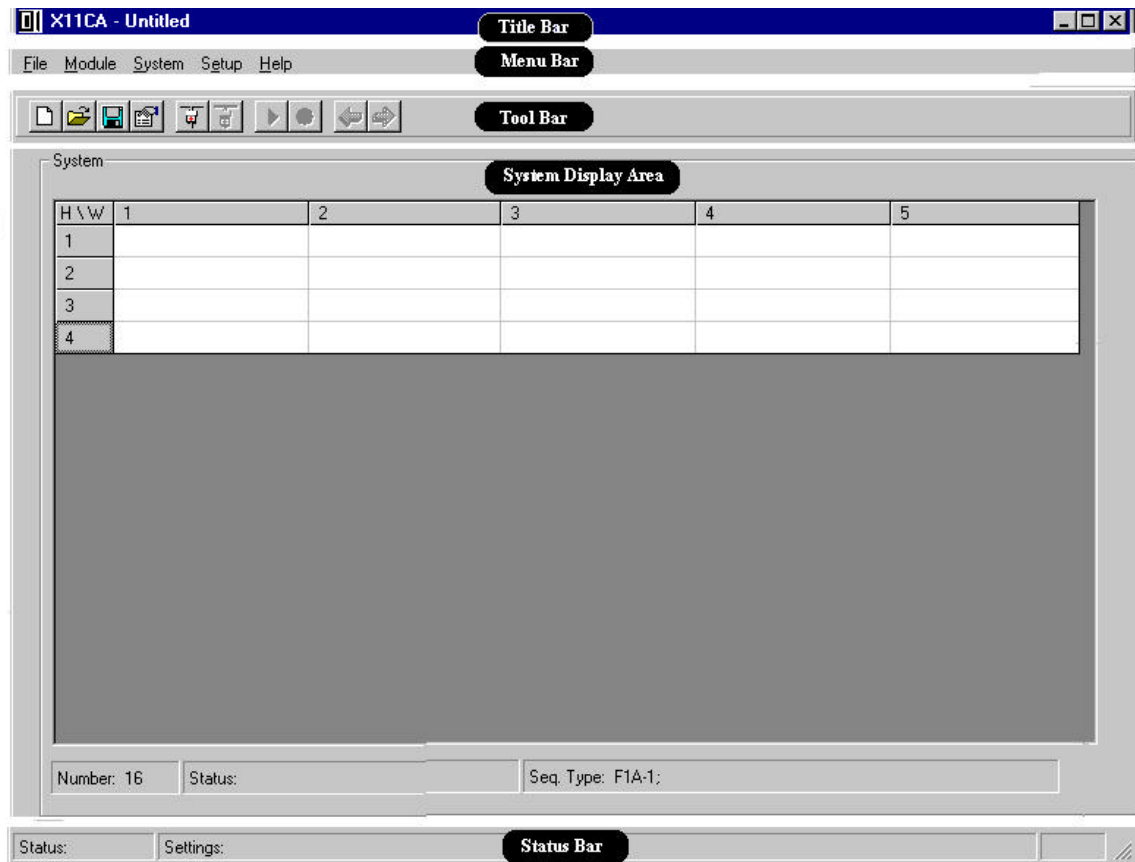 X11CA - Untitled
Title Bar
File Module System Setup Help
Menu Bar
Tool Bar
System
System Display Area
H \ W 1 2 3 4 5
1
2
3
4
Number: 16 Status: Seq. Type: F1A-1;
Status: Settings: Status Bar